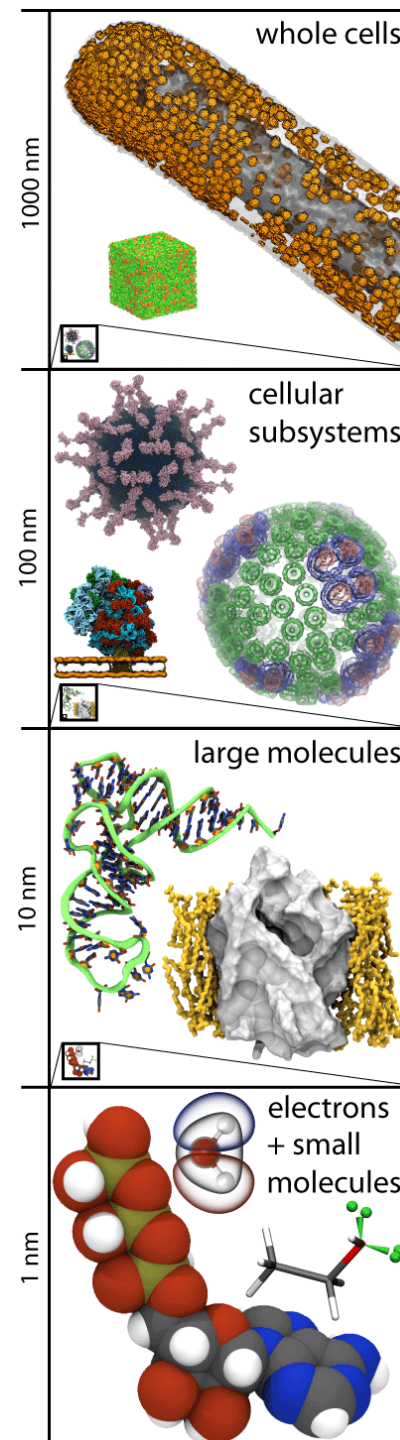 whole cells
1000 nm
cellular
subsystems
100 nm
large molecules
10 nm
electrons
+ small
molecules
1 nm